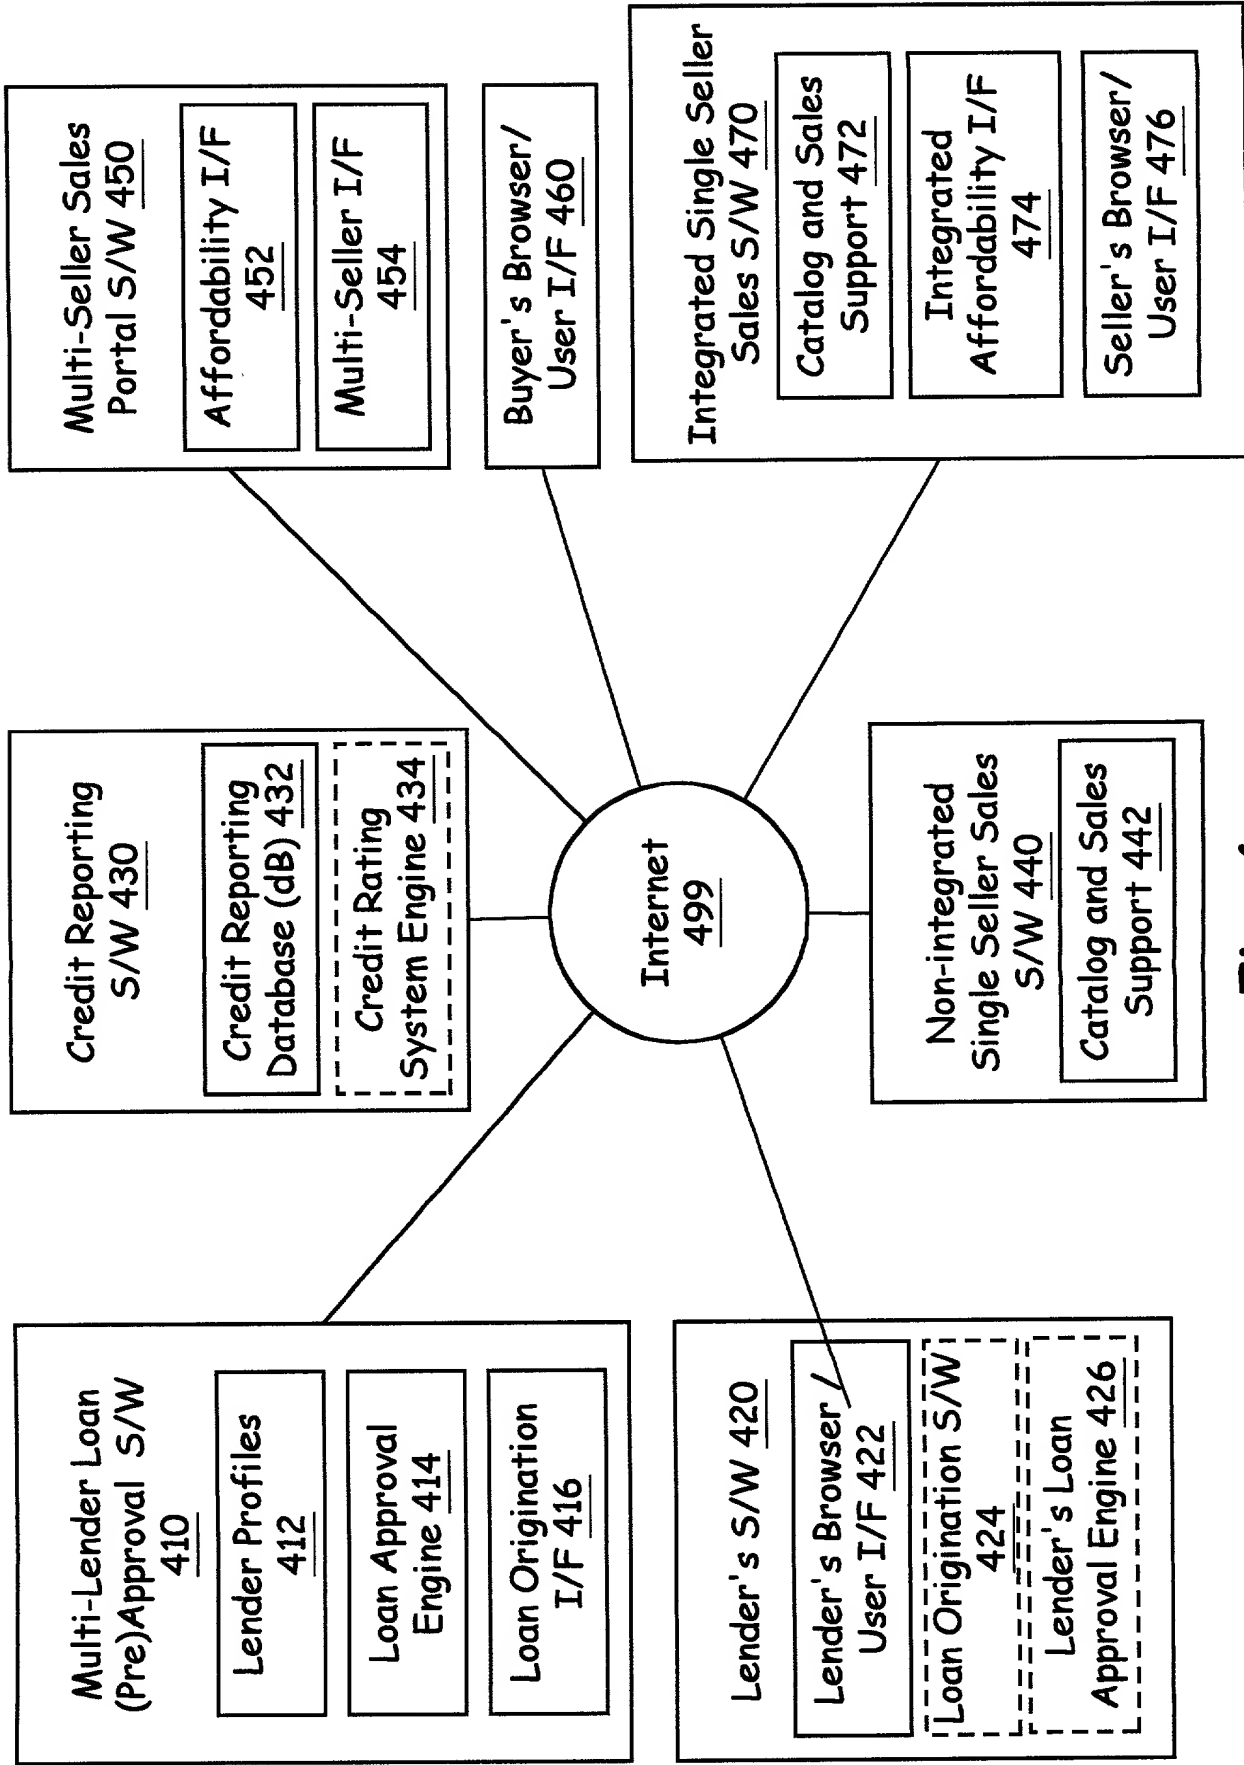 Multi-Lender Loan
(Pre)Approval S/W
410
Lender Profiles
412
Loan Approval
Engine 414
Loan Origination
I/F 416
Credit Reporting
S/W 430
Credit Reporting
Database (dB) 432
Credit Rating
System Engine 434
Multi-Seller Sales
Portal S/W 450
Affordability I/F
452
Multi-Seller I/F
454
Buyer's Browser/
User I/F 460
Internet
499
Lender's S/W 420
Lender's Browser /
User I/F 422
Loan Origination S/W
424
Lender's Loan
Approval Engine 426
Non-integrated
Single Seller Sales
S/W 440
Catalog and Sales
Support 442
Integrated Single Seller
Sales S/W 470
Catalog and Sales
Support 472
Integrated
Affordability I/F
474
Seller's Browser/
User I/F 476